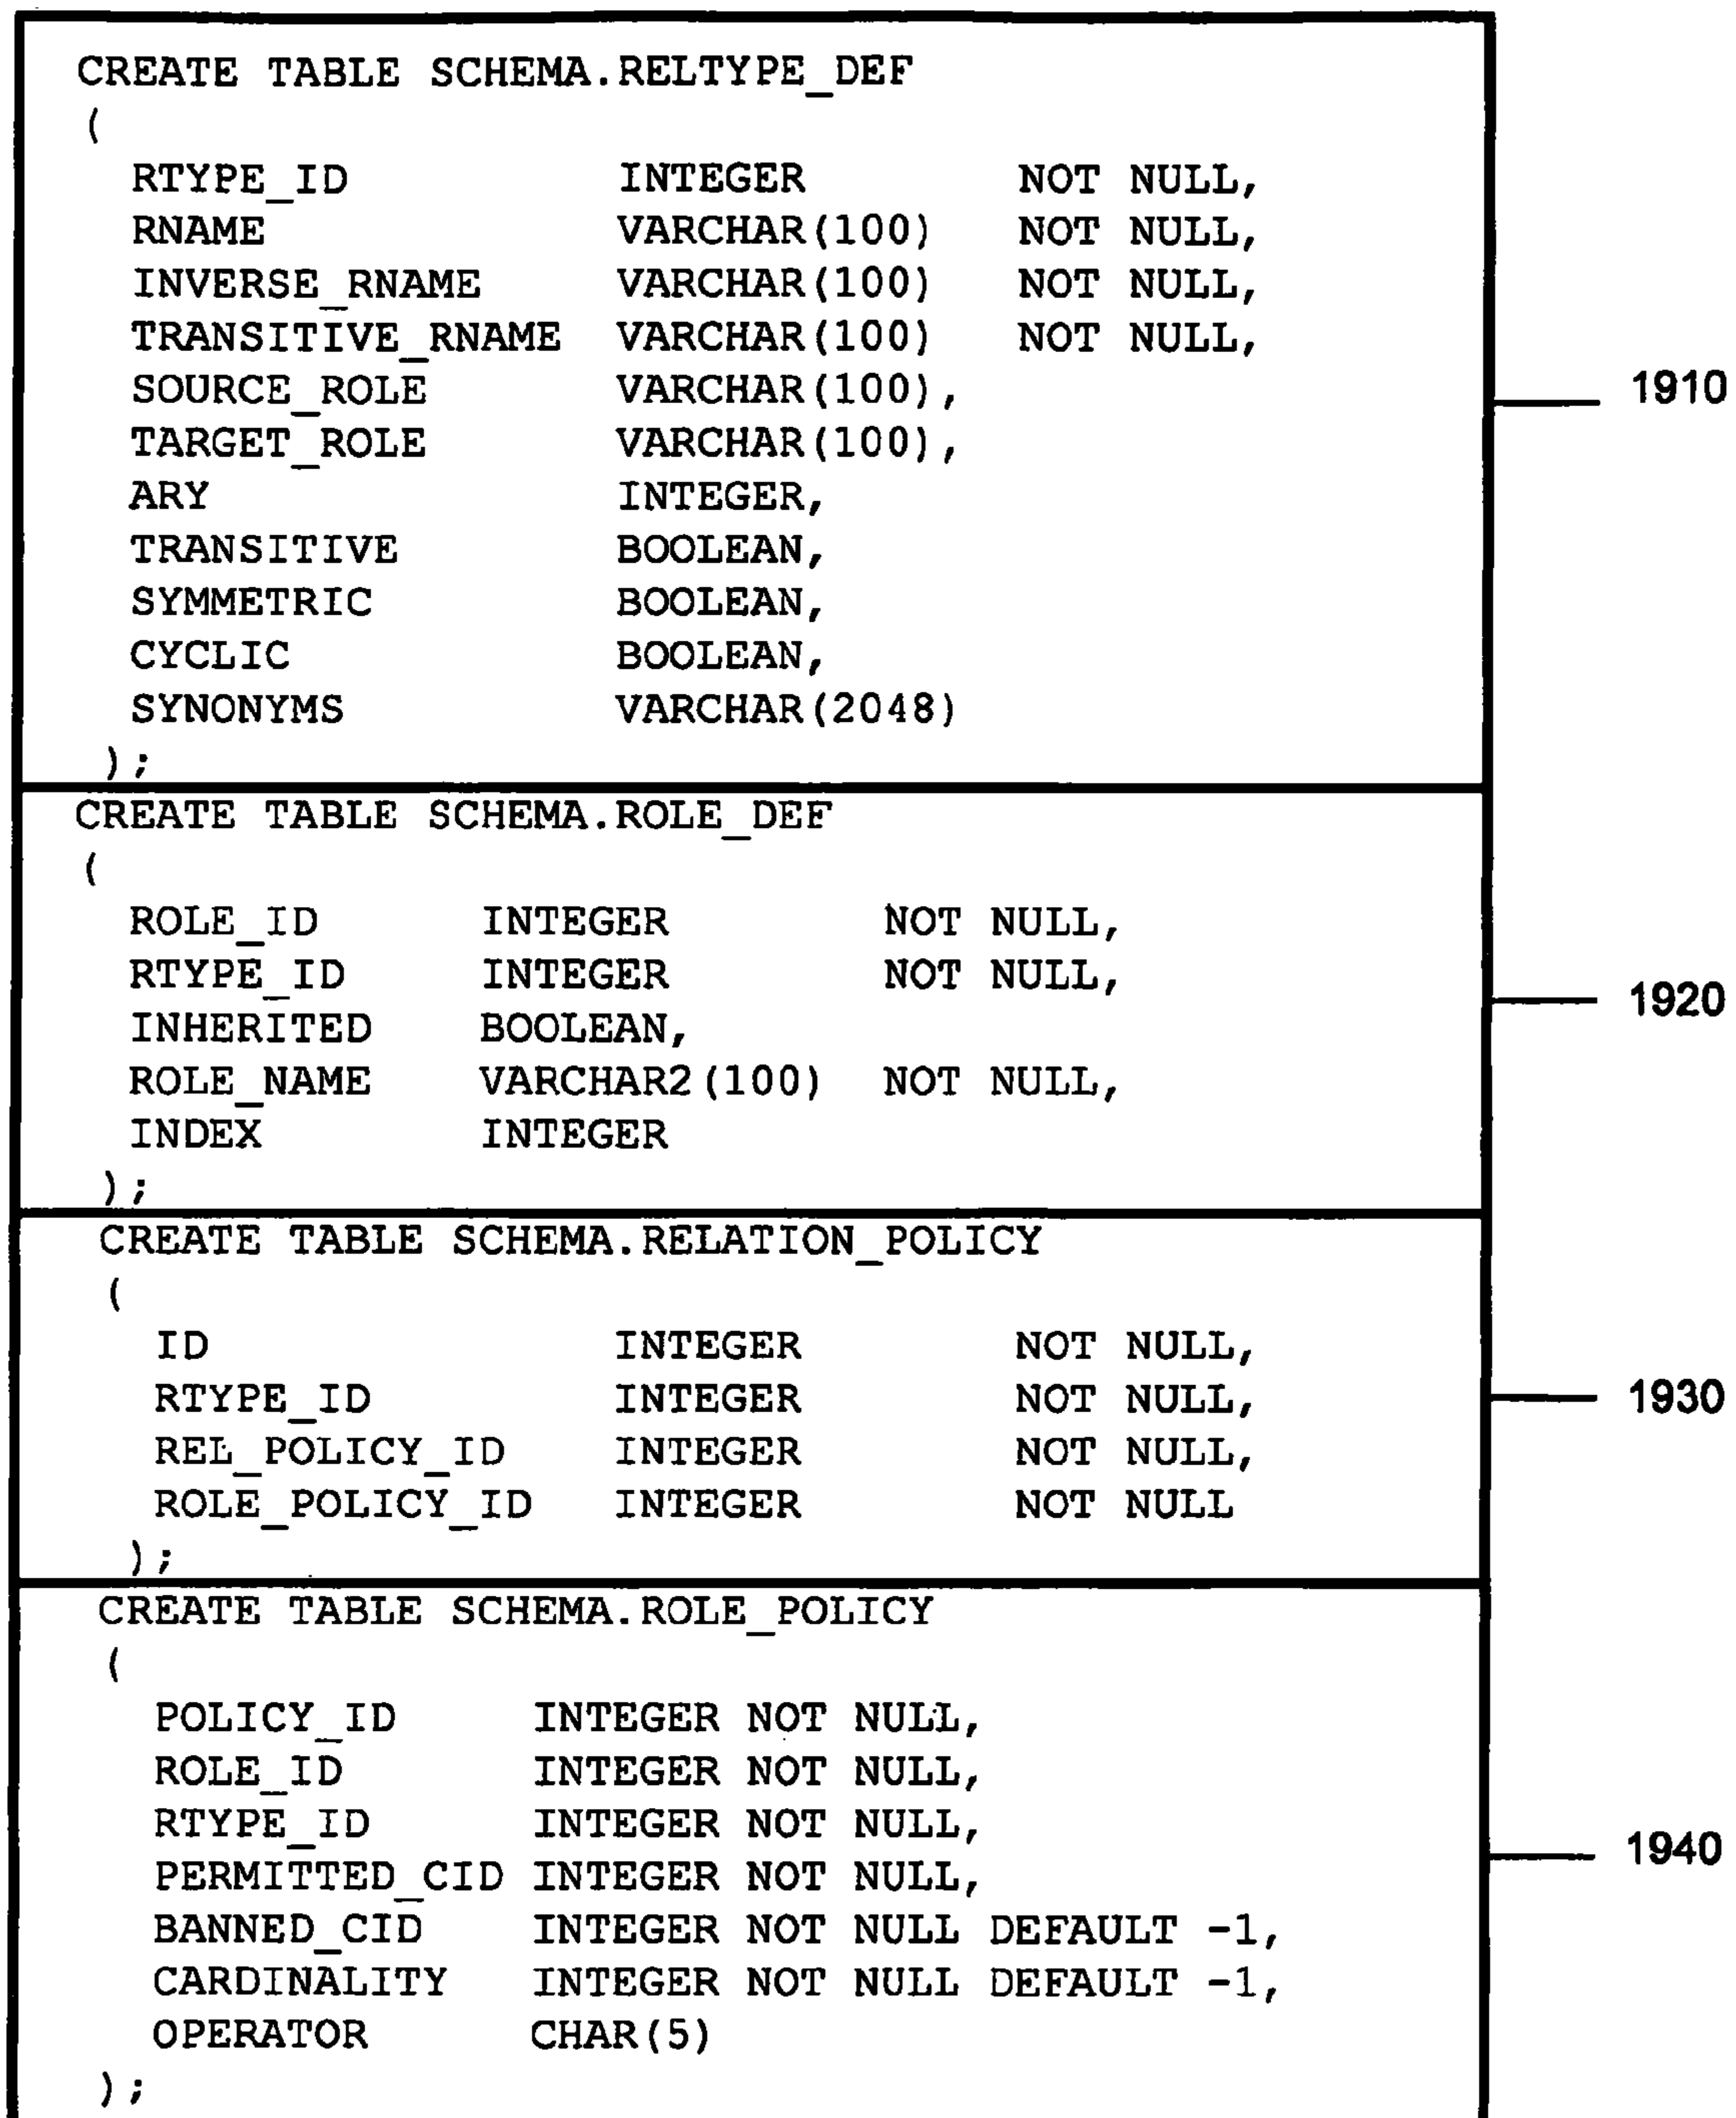 CREATE TABLE SCHEMA.RELTYPE_DEF
(
RTYPE_ID INTEGER NOT NULL,
RNAME VARCHAR(100) NOT NULL,
INVERSE_RNAME VARCHAR(100) NOT NULL,
TRANSITIVE_RNAME VARCHAR(100) NOT NULL,
SOURCE_ROLE VARCHAR(100),
TARGET_ROLE VARCHAR(100),
ARY INTEGER,
TRANSITIVE BOOLEAN,
SYMMETRIC BOOLEAN,
CYCLIC BOOLEAN,
SYNONYMS VARCHAR(2048)
);
1910
CREATE TABLE SCHEMA.ROLE_DEF
(
ROLE_ID INTEGER NOT NULL,
RTYPE_ID INTEGER NOT NULL,
INHERITED BOOLEAN,
ROLE_NAME VARCHAR2(100) NOT NULL,
INDEX INTEGER
);
1920
CREATE TABLE SCHEMA.RELATION_POLICY
(
ID INTEGER NOT NULL,
RTYPE_ID INTEGER NOT NULL,
REL_POLICY_ID INTEGER NOT NULL,
ROLE_POLICY_ID INTEGER NOT NULL
);
1930
CREATE TABLE SCHEMA.ROLE_POLICY
(
POLICY_ID INTEGER NOT NULL,
ROLE_ID INTEGER NOT NULL,
RTYPE_ID INTEGER NOT NULL,
PERMITTED_CID INTEGER NOT NULL,
BANNED_CID INTEGER NOT NULL DEFAULT -1,
CARDINALITY INTEGER NOT NULL DEFAULT -1,
OPERATOR CHAR(5)
);
1940